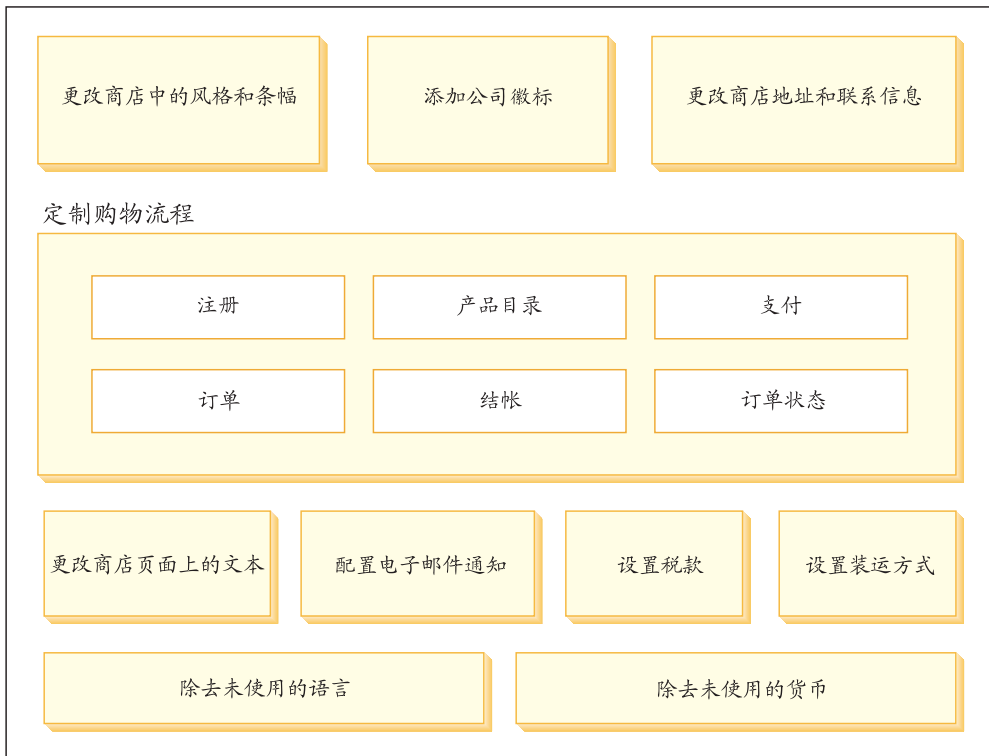 更改商店中的风格和条幅
添加公司徽标
更改商店地址和联系信息
定制购物流程
注册
产品目录
支付
订单
结帐
订单状态
更改商店页面上的文本
配置电子邮件通知
设置税款
设置装运方式
除去未使用的语言
除去未使用的货币